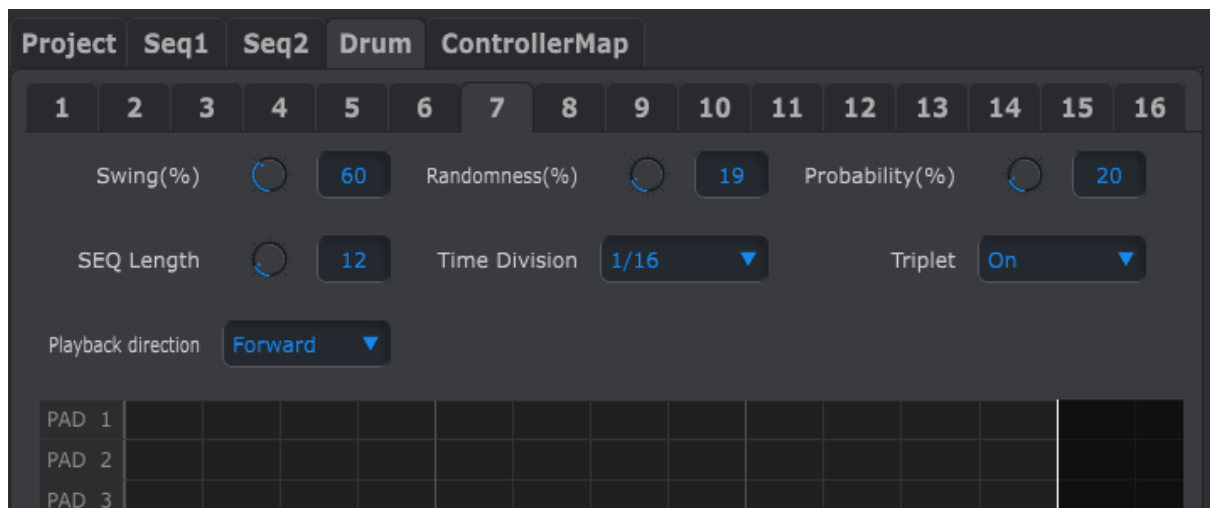 Project Seq1 Seq2 Drum ControllerMap
1 2 3 4 5 6 7 8 9 10 11 12 13 14 15 16
Swing(%) 60 Randomness(%) 19 Probability(%) 20
SEQ Length 12 Time Division 1/16 Triplet On
Playback direction Forward
PAD 1
PAD 2
PAD 3